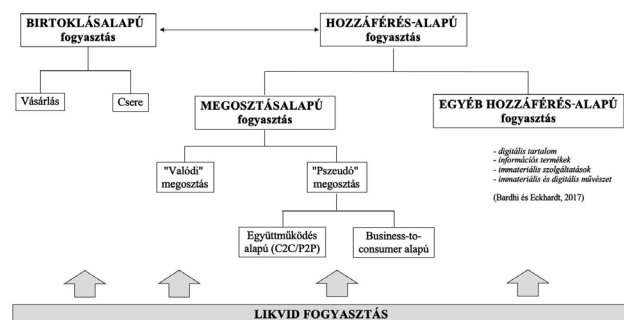 BIRTOKLÁSALAPÚ
fogyasztás
HOZZÁFÉRÉS-ALAPÚ
fogyasztás
Vásárlás
Csere
MEGOSZTÁSALAPÚ
fogyasztás
EGYÉB HOZZÁFÉRÉS-ALAPÚ
fogyasztás
- digitális tartalom
- információs termékek
- immateriális szolgáltatások
- immateriális és digitális művészet
(Bardhi és Eckhardt, 2017)
"Valódi"
megosztás
"Pszeudó"
megosztás
Együttműködés
alapú (C2C/P2P)
Business-to-
consumer alapú
LIKVID FOGYASZTÁS